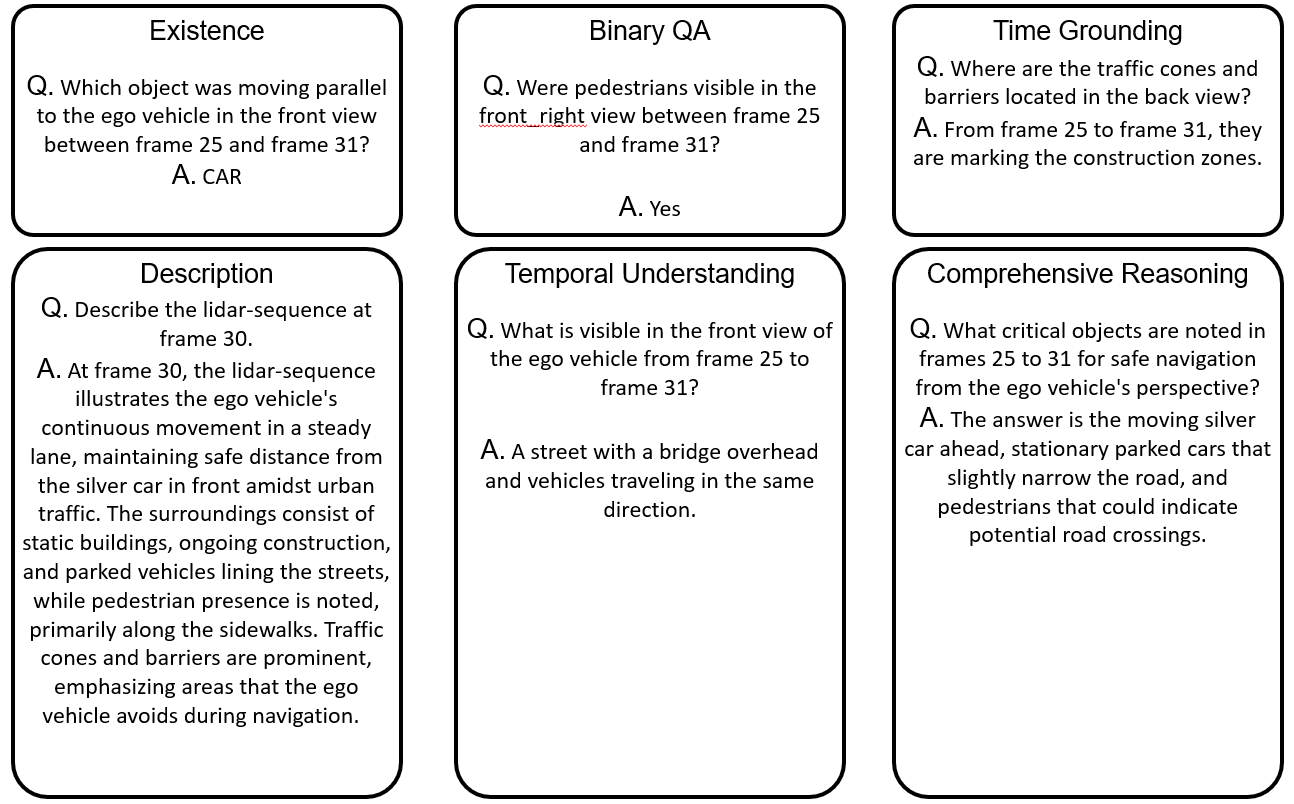 Existence
Q. Which object was moving parallel
to the ego vehicle in the front view
between frame 25 and frame 31?
A. CAR
Binary QA
Q. Were pedestrians visible in the
front_right view between frame 25
and frame 31?
A. Yes
Time Grounding
Q. Where are the traffic cones and
barriers located in the back view?
A. From frame 25 to frame 31, they
are marking the construction zones.
Description
Q. Describe the lidar-sequence at
frame 30.
A. At frame 30, the lidar-sequence
illustrates the ego vehicle's
continuous movement in a steady
lane, maintaining safe distance from
the silver car in front amidst urban
traffic. The surroundings consist of
static buildings, ongoing construction,
and parked vehicles lining the streets,
while pedestrian presence is noted,
primarily along the sidewalks. Traffic
cones and barriers are prominent,
emphasizing areas that the ego
vehicle avoids during navigation.
Temporal Understanding
Q. What is visible in the front view of
the ego vehicle from frame 25 to
frame 31?
A. A street with a bridge overhead
and vehicles traveling in the same
direction.
Comprehensive Reasoning
Q. What critical objects are noted in
frames 25 to 31 for safe navigation
from the ego vehicle's perspective?
A. The answer is the moving silver
car ahead, stationary parked cars that
slightly narrow the road, and
pedestrians that could indicate
potential road crossings.